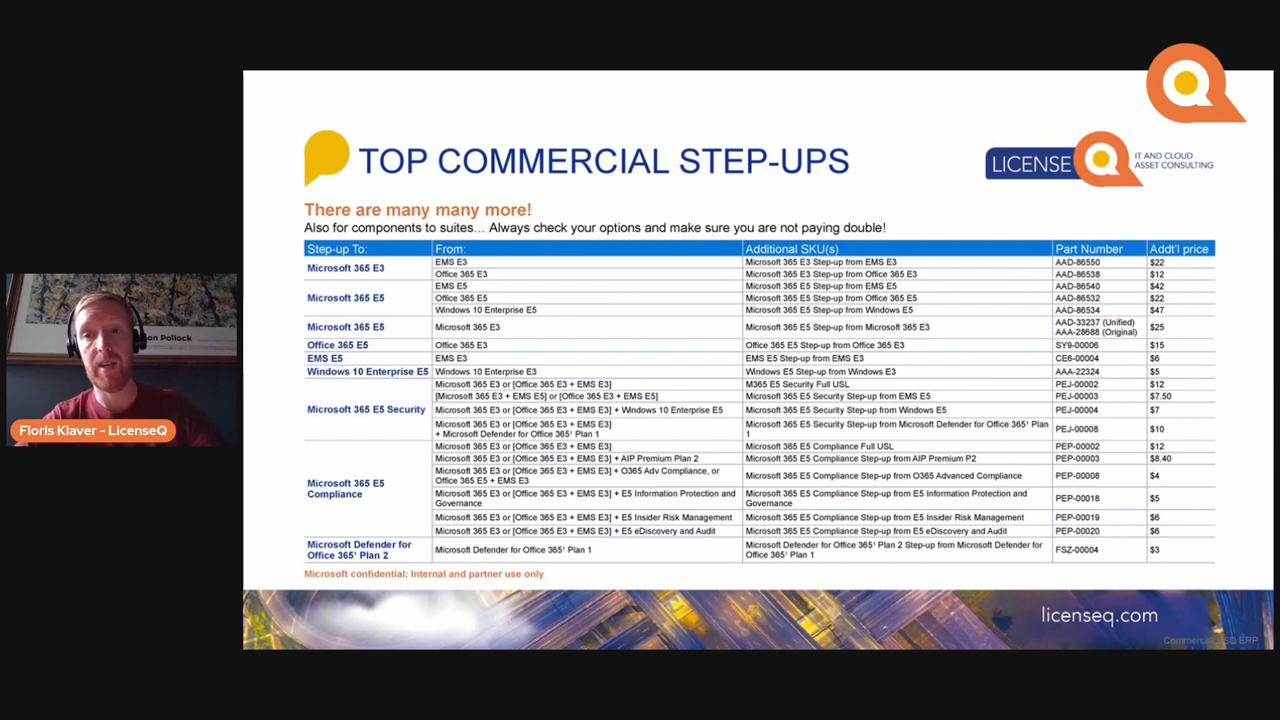 TOP COMMERCIAL STEP-UPS
LICENSE Q IT AND CLOUD
ASSET CONSULTING
There are many many more!
Also for components to suites... Always check your options and make sure you are not paying double!
Step-up To: From: Additional SKU(s) Part Number Addt'l price
Microsoft 365 E3
EMS E3 Microsoft 365 E3 Step-up from EMS E3 AAD-86550 $22
Office 365 E3 Microsoft 365 E3 Step-up from Office 365 E3 AAD-86538 $12
Microsoft 365 E5
EMS E5 Microsoft 365 E5 Step-up from EMS E5 AAD-86540 $42
Office 365 E5 Microsoft 365 E5 Step-up from Office 365 E5 AAD-86532 $22
Windows 10 Enterprise E5 Microsoft 365 E5 Step-up from Windows E5 AAD-86534 $47
Microsoft 365 E5 Microsoft 365 E3 Microsoft 365 E5 Step-up from Microsoft 365 E3 AAD-33237 (Unified)
AAA-28688 (Original) $25
Office 365 E5 Office 365 E3 Office 365 E5 Step-up from Office 365 E3 SY9-00006 $15
EMS E5 EMS E3 EMS E5 Step-up from EMS E3 CE6-00004 $6
Windows 10 Enterprise E5 Windows 10 Enterprise E3 Windows E5 Step-up from Windows E3 AAA-22324 $5
Microsoft 365 E5 Security
Microsoft 365 E3 or [Office 365 E3 + EMS E3] M365 E5 Security Full USL PEJ-00002 $12
[Microsoft 365 E3 + EMS E5] or [Office 365 E3 + EMS E5] Microsoft 365 E5 Security Step-up from EMS E5 PEJ-00003 $7.50
Microsoft 365 E3 or [Office 365 E3 + EMS E3] + Windows 10 Enterprise E5 Microsoft 365 E5 Security Step-up from Windows E5 PEJ-00004 $7
Microsoft 365 E3 or [Office 365 E3 + EMS E3]
+ Microsoft Defender for Office 365¹ Plan 1
Microsoft 365 E5 Security Step-up from Microsoft Defender for Office 365¹ Plan
1
PEJ-00008 $10
Microsoft 365 E5
Compliance
Microsoft 365 E3 or [Office 365 E3 + EMS E3] Microsoft 365 E5 Compliance Full USL PEP-00002 $12
Microsoft 365 E3 or [Office 365 E3 + EMS E3] + AIP Premium Plan 2 Microsoft 365 E5 Compliance Step-up from AIP Premium P2 PEP-00003 $8.40
Microsoft 365 E3 or [Office 365 E3 + EMS E3] + O365 Adv Compliance, or
Office 365 E5 + EMS E3
Microsoft 365 E5 Compliance Step-up from O365 Advanced Compliance PEP-00008 $4
Microsoft 365 E3 or [Office 365 E3 + EMS E3] + E5 Information Protection and
Governance
Microsoft 365 E5 Compliance Step-up from E5 Information Protection and
Governance
PEP-00018 $5
Microsoft 365 E3 or [Office 365 E3 + EMS E3] + E5 Insider Risk Management Microsoft 365 E5 Compliance Step-up from E5 Insider Risk Management PEP-00019 $6
Microsoft 365 E3 or [Office 365 E3 + EMS E3] + E5 eDiscovery and Audit Microsoft 365 E5 Compliance Step-up from E5 eDiscovery and Audit PEP-00020 $6
Microsoft Defender for
Office 365¹ Plan 2
Microsoft Defender for Office 365¹ Plan 1
Microsoft Defender for Office 365¹ Plan 2 Step-up from Microsoft Defender for
Office 365¹ Plan 1
FSZ-00004 $3
Microsoft confidential: Internal and partner use only
licenseq.com
ERP
on Pollock
Floris Klaver - LicenseQ